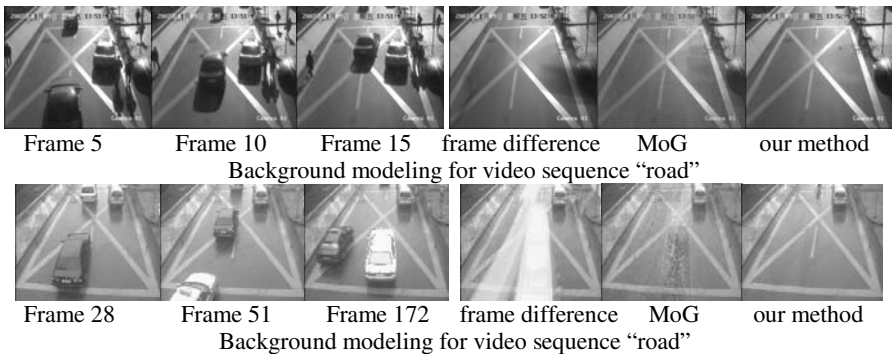 Frame 5 Frame 10 Frame 15 frame difference MoG our method
Background modeling for video sequence “road”
Frame 28 Frame 51 Frame 172 frame difference MoG our method
Background modeling for video sequence “road”